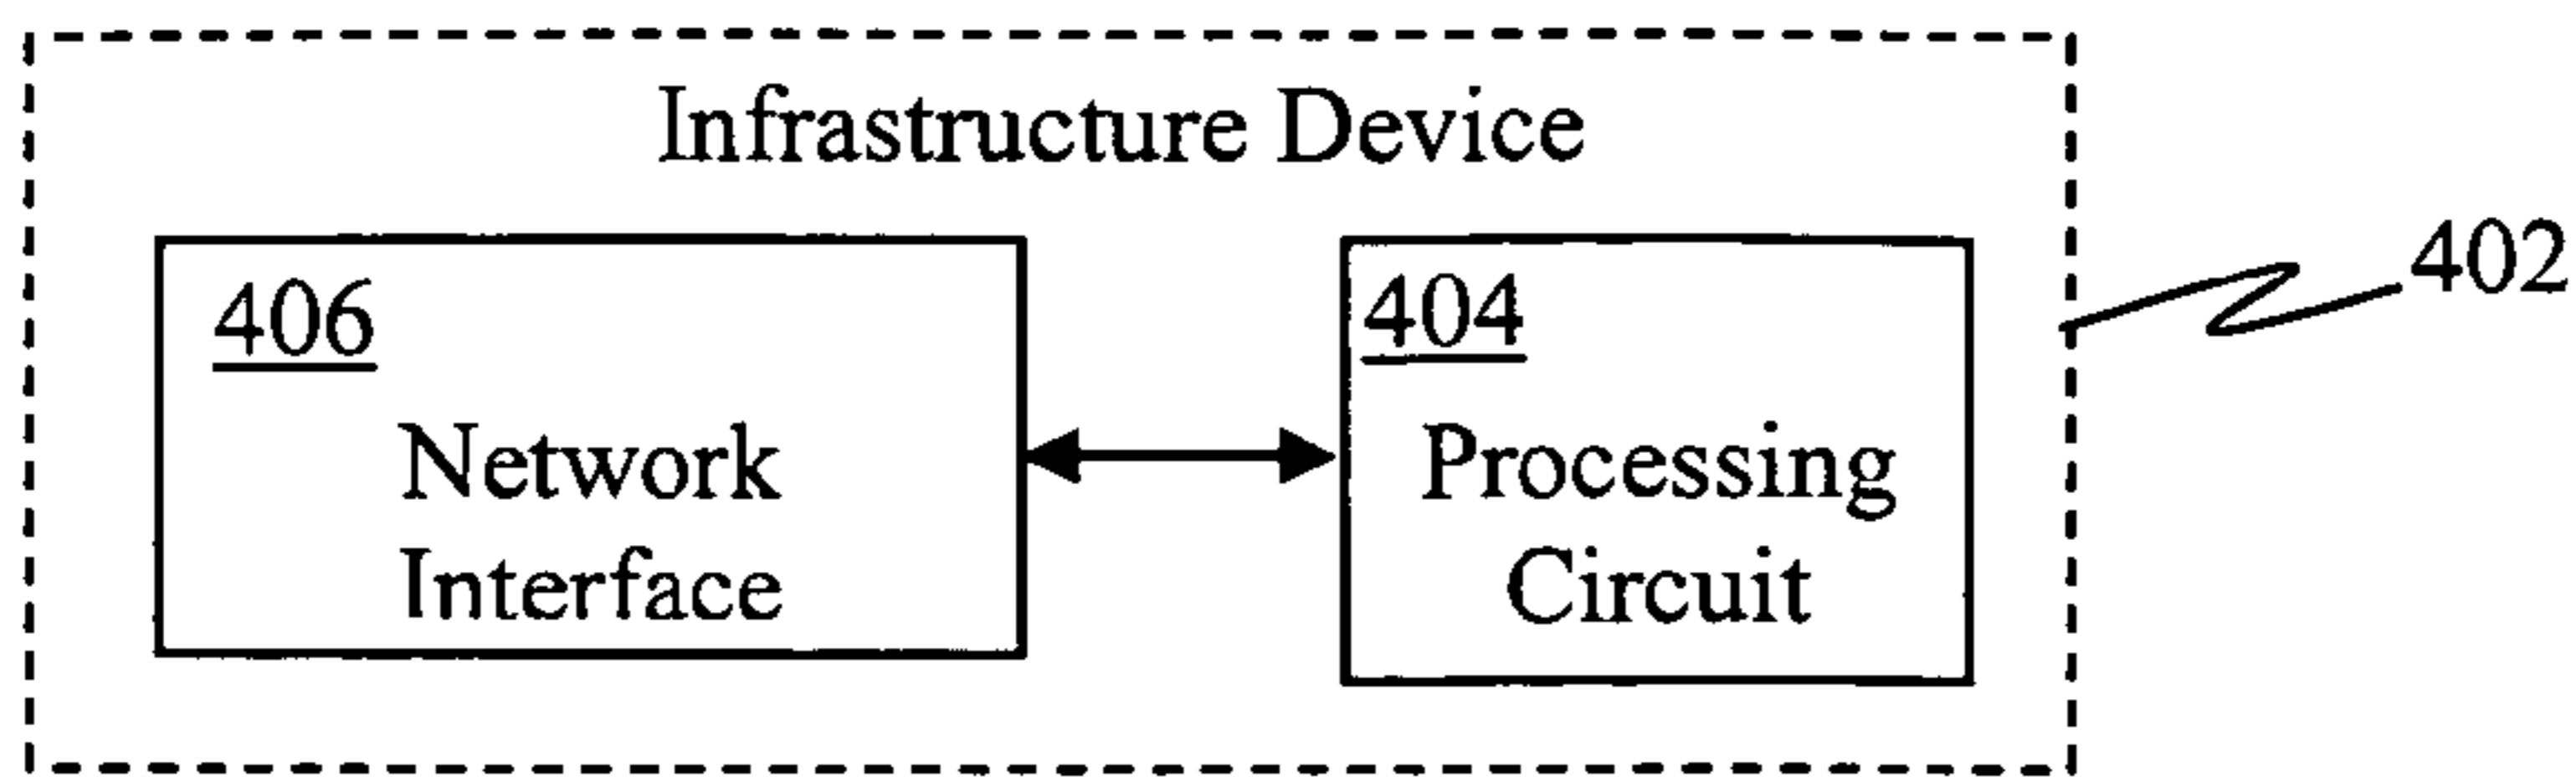 Infrastructure Device
406
Network
Interface
404
Processing
Circuit
402